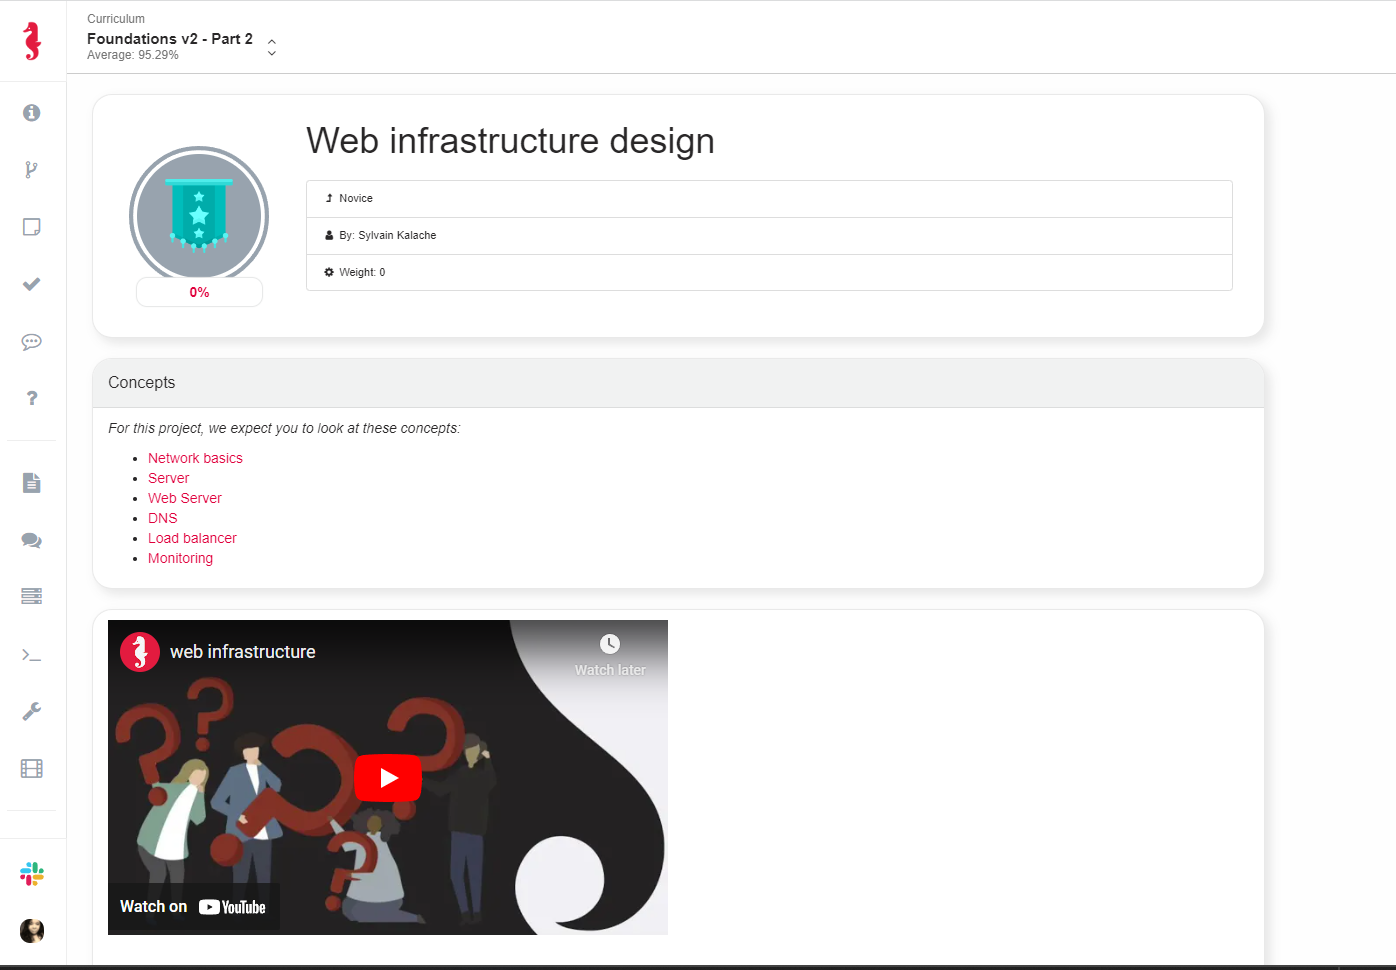 Curriculum
Foundations v2 - Part 2
Average: 95.29%
Web infrastructure design
Novice
By: Sylvain Kalache
Weight: 0
0%
Concepts
For this project, we expect you to look at these concepts:
Network basics
Server
Web Server
DNS
Load balancer
Monitoring
web infrastructure
Watch later
Watch on YouTube